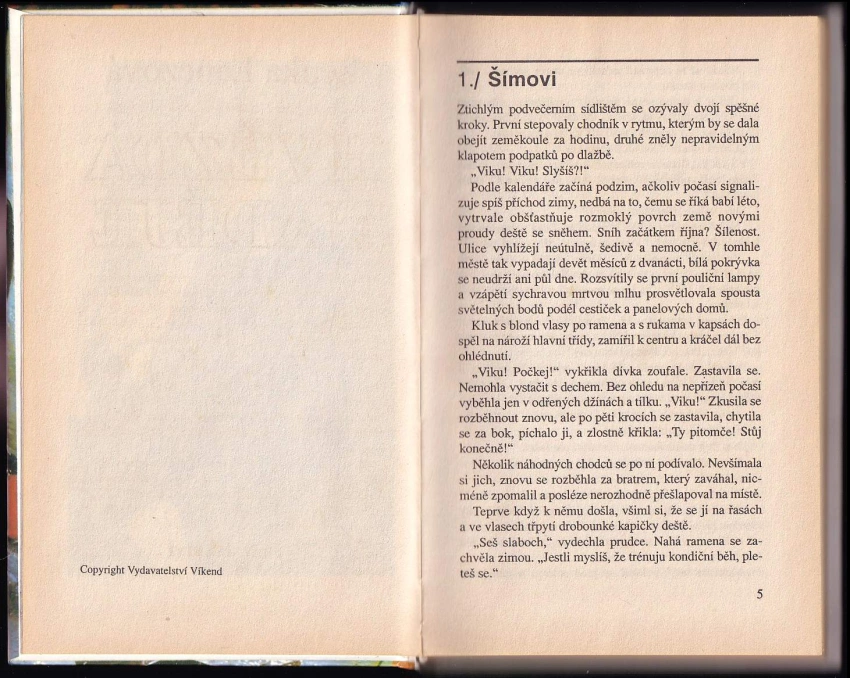 Copyright Vydavatelství Víkend
1./ Šímovi
Ztichlým podvečerním sídlištěm se ozývaly dvojí spěšné
kroky. První stepovaly chodník v rytmu, kterým by se dala
obejít zeměkoule za hodinu, druhé zněly nepravidelným
klapotem podpatků po dlažbě.
„Viku! Viku! Slyšíš?!“
Podle kalendáře začíná podzim, ačkoliv počasí signali-
zuje spíš příchod zimy, nedbá na to, čemu se říká babí léto,
vytrvale obšťastňuje rozmoklý povrch země novými
proudy deště se sněhem. Sníh začátkem října? Šílenost.
Ulice vyhlížejí neútulně, šedivě a nemocně. V tomhle
městě tak vypadají devět měsíců z dvanácti, bílá pokrývka
se neudrží ani půl dne. Rozsvítily se první pouliční lampy
a vzápětí sychravou mrtvou mlhu prosvětlovala spousta
světelných bodů podél cestiček a panelových domů.
Kluk s blond vlasy po ramena a s rukama v kapsách do-
spěl na nároží hlavní třídy, zamířil k centru a kráčel dál bez
ohlédnutí.
„Viku! Počkej!“ vykřikla dívka zoufale. Zastavila se.
Nemohla vystačit s dechem. Bez ohledu na nepřízeň počasí
vyběhla jen v odřených džínách a tílku. „Viku!“ Zkusila se
rozběhnout znovu, ale po pěti krocích se zastavila, chytila
se za bok, píchalo ji, a zlostně křikla: „Ty pitomče! Stůj
konečně!“
Několik náhodných chodců se po ní podívalo. Nevšímala
si jich, znovu se rozběhla za bratrem, který zaváhal, nic-
méně zpomalil a posléze nerozhodně přešlapoval na místě.
Teprve když k němu došla, všiml si, že se jí na řasách
a ve vlasech třpytí drobounké kapičky deště.
„Seš slaboch,“ vydechla prudce. Nahá ramena se za-
chvěla zimou. „Jestli myslíš, že trénuju kondiční běh, ple-
teš se.“
5